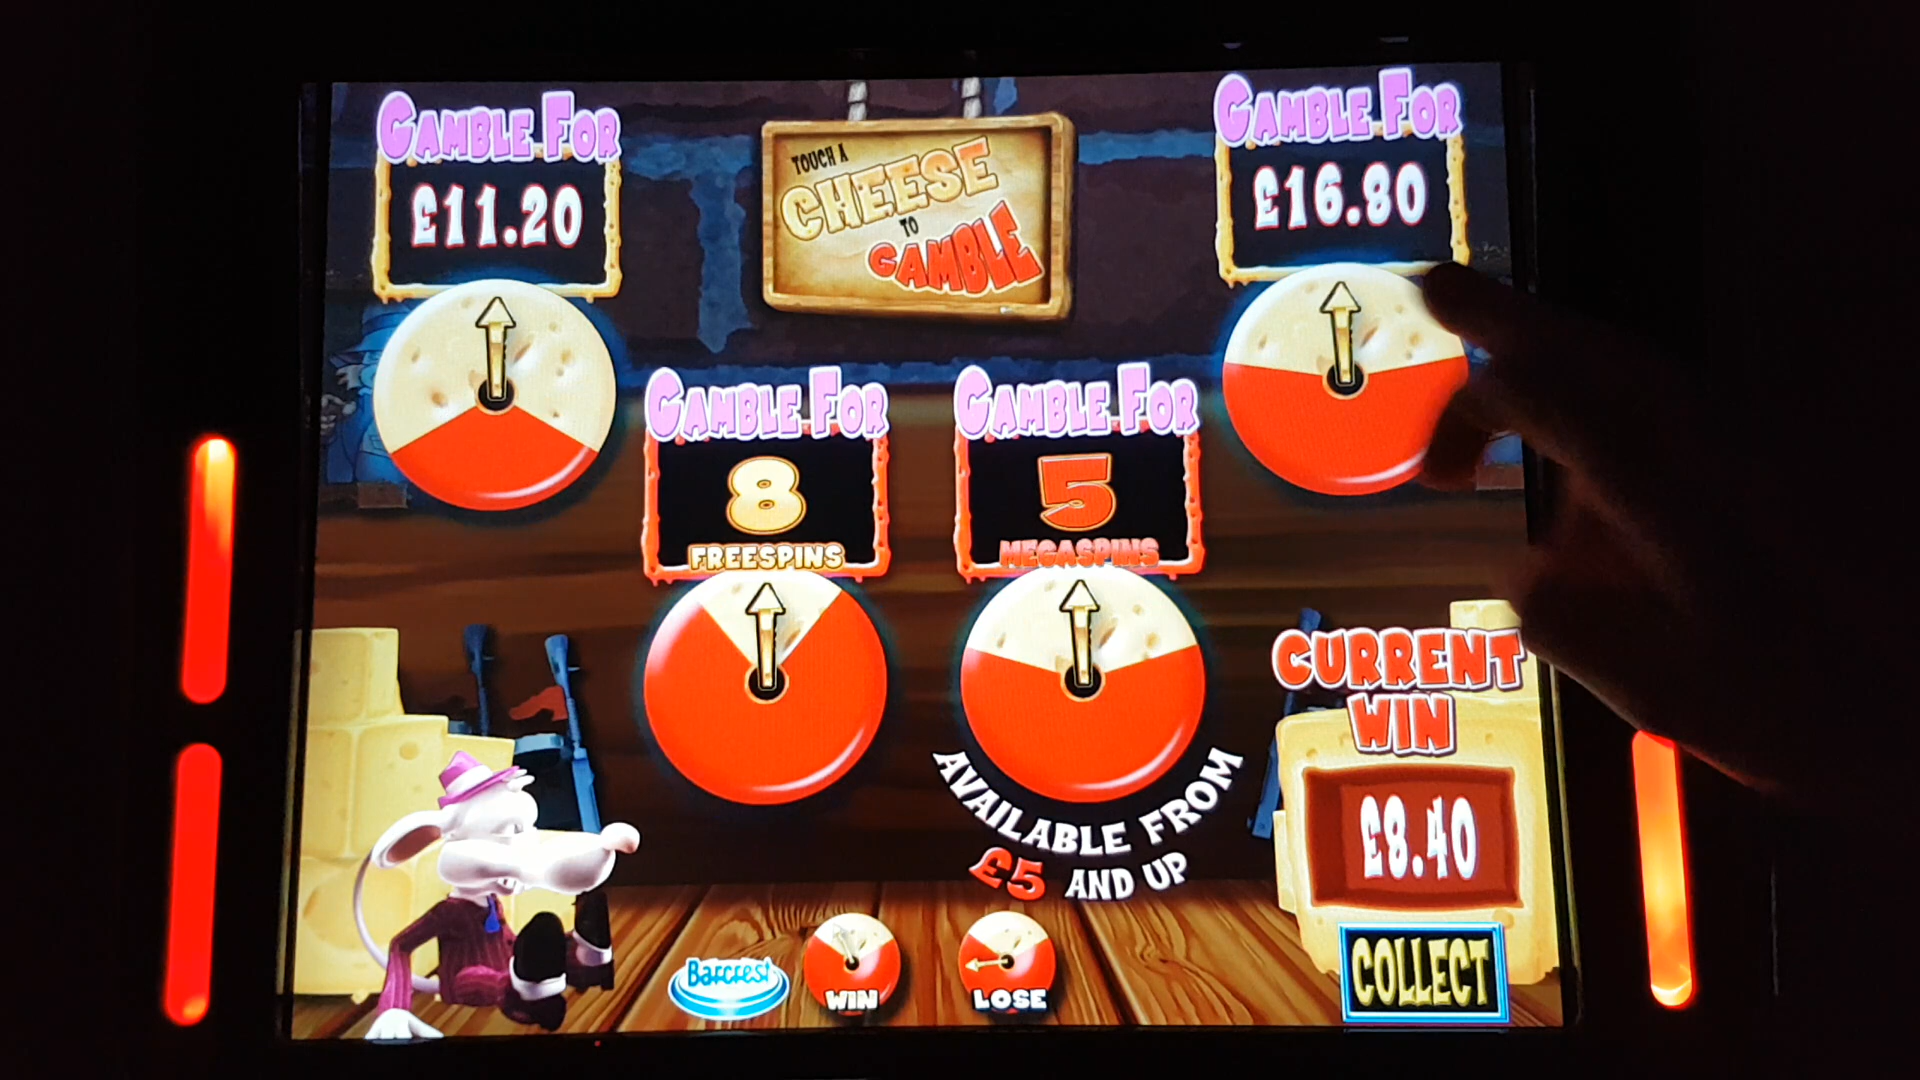 GAMBLE FOR
£11.20
TOUCH A
CHEESE
TO
GAMBLE
GAMBLE FOR
£16.80
GAMBLE FOR
8
FREESPINS
GAMBLE FOR
5
MEGASPINS
AVAILABLE FROM
£5 AND UP
CURRENT
WIN
£8.40
COLLECT
Barcrest
WIN
LOSE